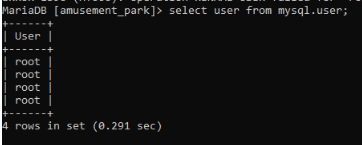 MariaDB [amusement_park]> select user from mysql.user;
+------+
| User |
+------+
| root |
| root |
| root |
| root |
+------+
4 rows in set (0.291 sec)